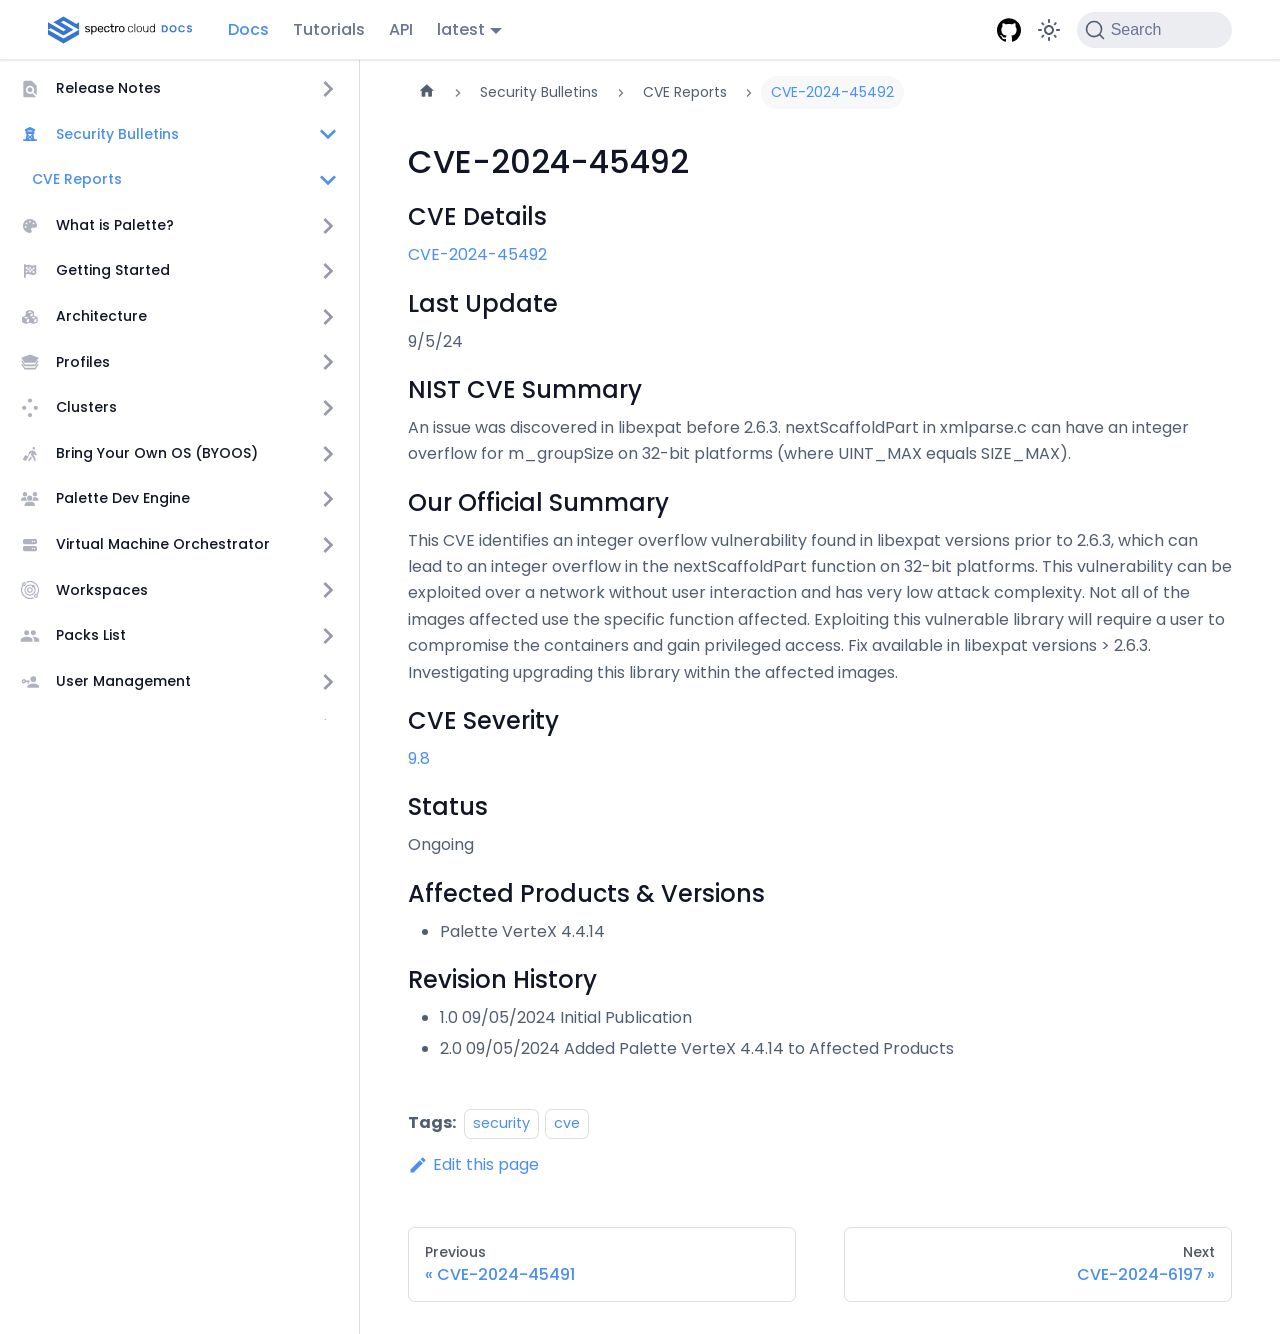 spectro cloud DOCS
Docs
Tutorials
API
latest
Search
Release Notes
Security Bulletins
CVE Reports
What is Palette?
Getting Started
Architecture
Profiles
Clusters
Bring Your Own OS (BYOOS)
Palette Dev Engine
Virtual Machine Orchestrator
Workspaces
Packs List
User Management
Security Bulletins
CVE Reports
CVE-2024-45492
CVE-2024-45492
CVE Details
CVE-2024-45492
Last Update
9/5/24
NIST CVE Summary
An issue was discovered in libexpat before 2.6.3. nextScaffoldPart in xmlparse.c can have an integer
overflow for m_groupSize on 32-bit platforms (where UINT_MAX equals SIZE_MAX).
Our Official Summary
This CVE identifies an integer overflow vulnerability found in libexpat versions prior to 2.6.3, which can
lead to an integer overflow in the nextScaffoldPart function on 32-bit platforms. This vulnerability can be
exploited over a network without user interaction and has very low attack complexity. Not all of the
images affected use the specific function affected. Exploiting this vulnerable library will require a user to
compromise the containers and gain privileged access. Fix available in libexpat versions > 2.6.3.
Investigating upgrading this library within the affected images.
CVE Severity
9.8
Status
Ongoing
Affected Products & Versions
• Palette VerteX 4.4.14
Revision History
• 1.0 09/05/2024 Initial Publication
• 2.0 09/05/2024 Added Palette VerteX 4.4.14 to Affected Products
Tags: security cve
Edit this page
Previous
« CVE-2024-45491
Next
CVE-2024-6197 »